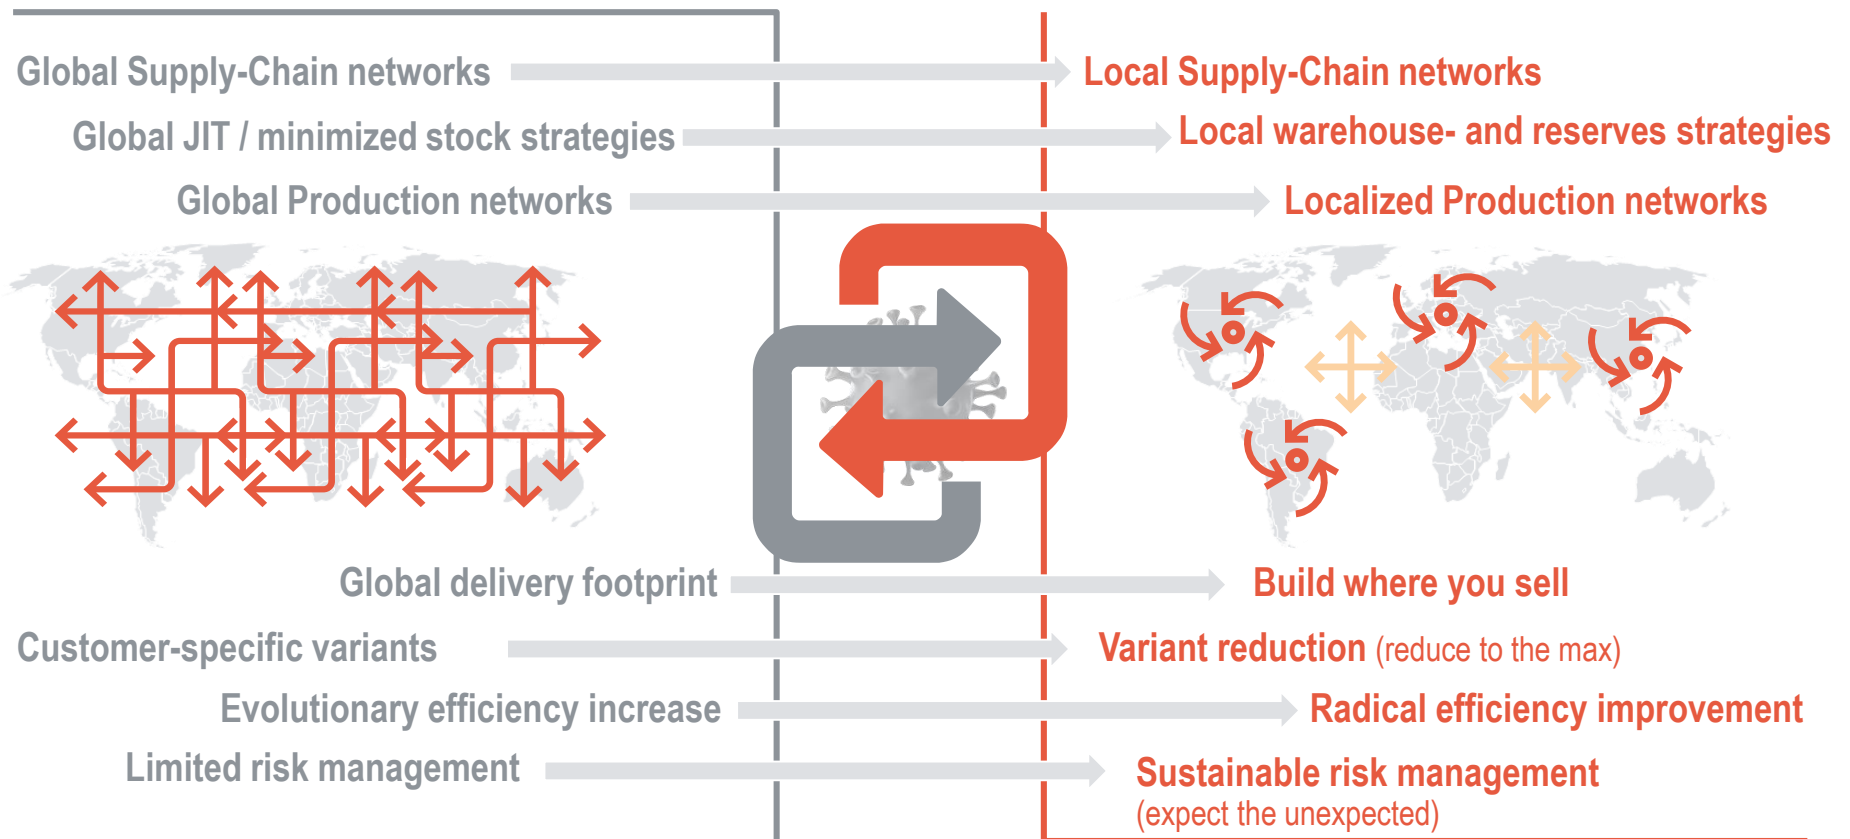 Global Supply-Chain networks
Local Supply-Chain networks
Global JIT / minimized stock strategies
Local warehouse- and reserves strategies
Global Production networks
Localized Production networks
Global delivery footprint
Build where you sell
Customer-specific variants
Variant reduction (reduce to the max)
Evolutionary efficiency increase
Radical efficiency improvement
Limited risk management
Sustainable risk management
(expect the unexpected)